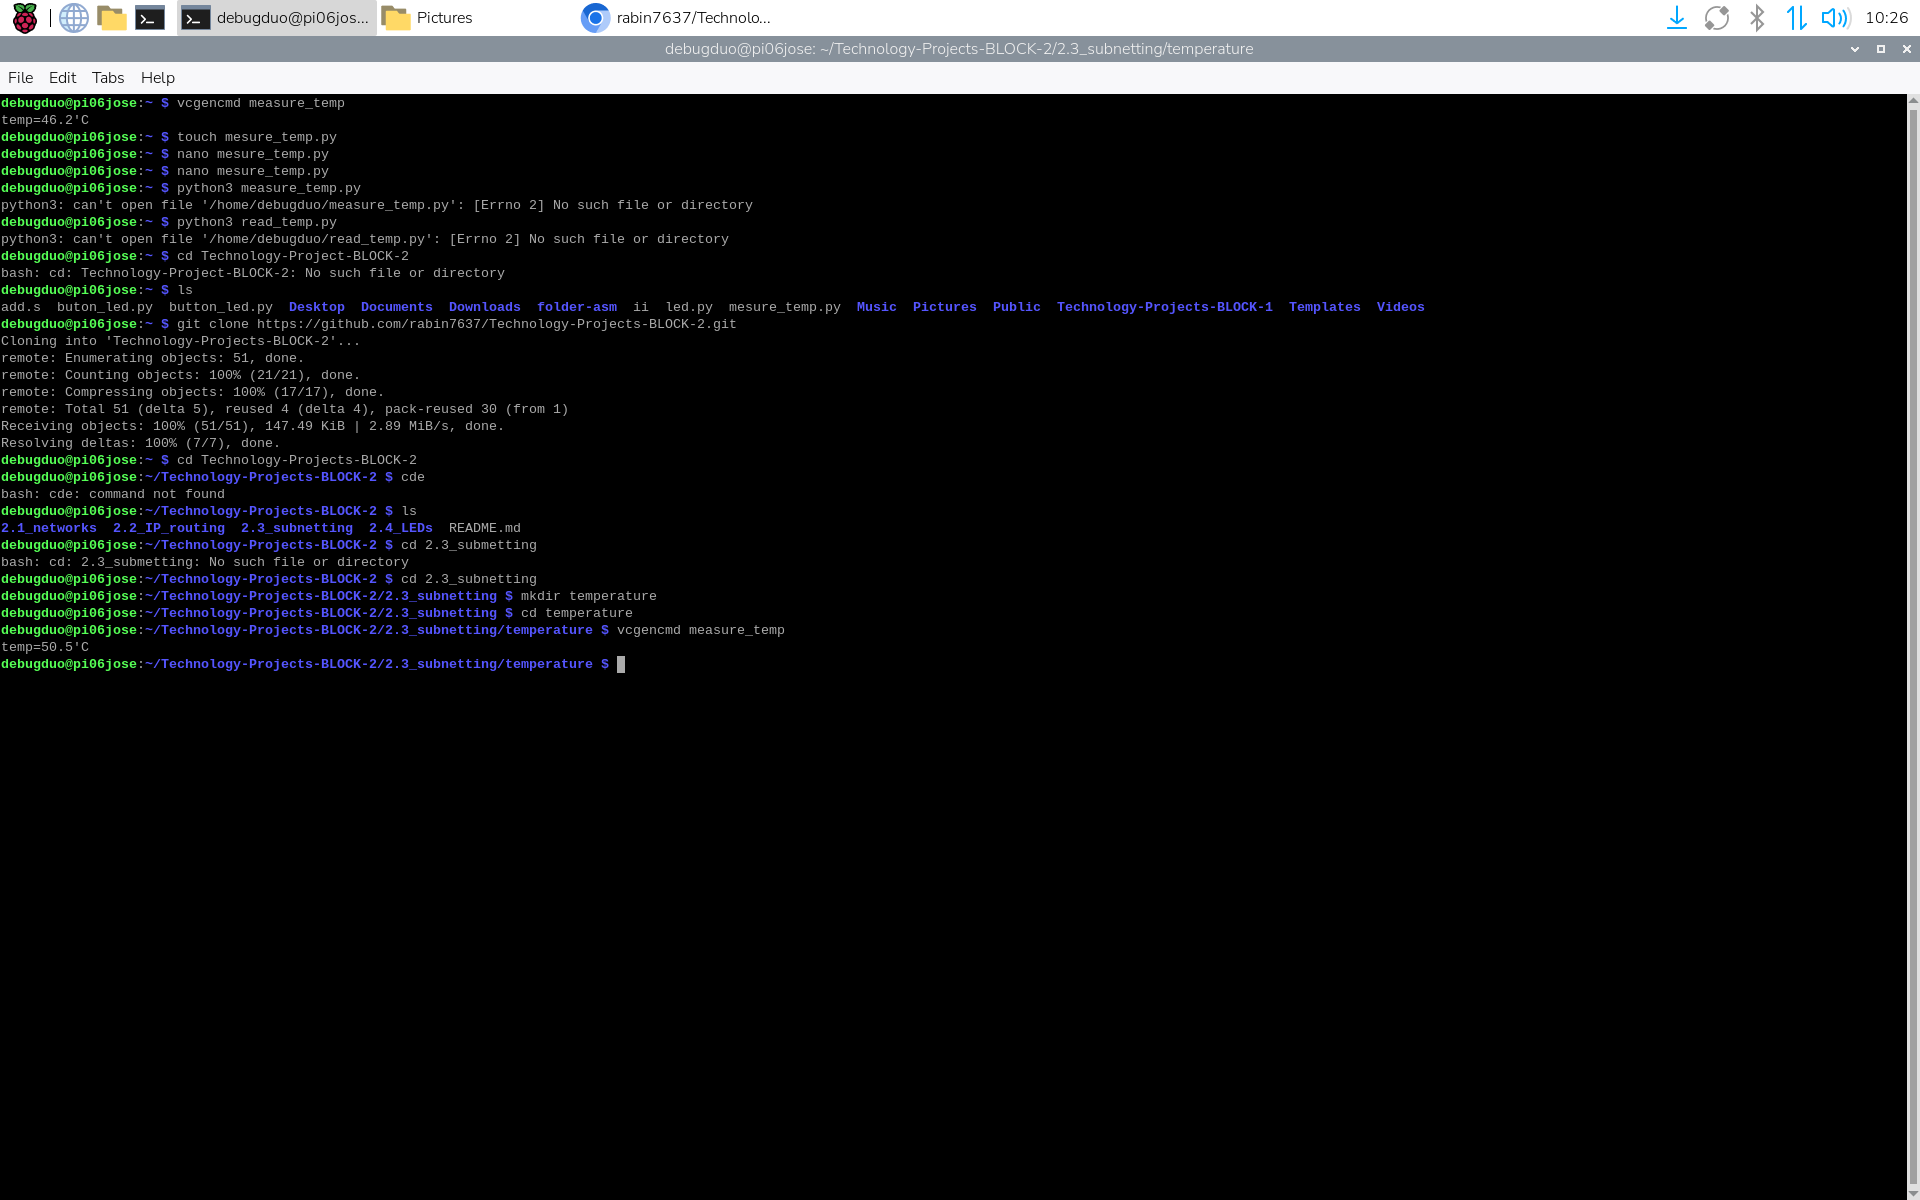 debugduo@pi06jos... Pictures rabin7637/Technolo... 10:26
debugduo@pi06jose: ~/Technology-Projects-BLOCK-2/2.3_subnetting/temperature
File Edit Tabs Help
debugduo@pi06jose:~ $ vcgencmd measure_temp
temp=46.2'C
debugduo@pi06jose:~ $ touch mesure_temp.py
debugduo@pi06jose:~ $ nano mesure_temp.py
debugduo@pi06jose:~ $ nano mesure_temp.py
debugduo@pi06jose:~ $ python3 measure_temp.py
python3: can't open file '/home/debugduo/measure_temp.py': [Errno 2] No such file or directory
debugduo@pi06jose:~ $ python3 read_temp.py
python3: can't open file '/home/debugduo/read_temp.py': [Errno 2] No such file or directory
debugduo@pi06jose:~ $ cd Technology-Project-BLOCK-2
bash: cd: Technology-Project-BLOCK-2: No such file or directory
debugduo@pi06jose:~ $ ls
add.s  buton_led.py  button_led.py  Desktop  Documents  Downloads  folder-asm  ii  led.py  mesure_temp.py  Music  Pictures  Public  Technology-Projects-BLOCK-1  Templates  Videos
debugduo@pi06jose:~ $ git clone https://github.com/rabin7637/Technology-Projects-BLOCK-2.git
Cloning into 'Technology-Projects-BLOCK-2'...
remote: Enumerating objects: 51, done.
remote: Counting objects: 100% (21/21), done.
remote: Compressing objects: 100% (17/17), done.
remote: Total 51 (delta 5), reused 4 (delta 4), pack-reused 30 (from 1)
Receiving objects: 100% (51/51), 147.49 KiB | 2.89 MiB/s, done.
Resolving deltas: 100% (7/7), done.
debugduo@pi06jose:~ $ cd Technology-Projects-BLOCK-2
debugduo@pi06jose:~/Technology-Projects-BLOCK-2 $ cde
bash: cde: command not found
debugduo@pi06jose:~/Technology-Projects-BLOCK-2 $ ls
2.1_networks  2.2_IP_routing  2.3_subnetting  2.4_LEDs  README.md
debugduo@pi06jose:~/Technology-Projects-BLOCK-2 $ cd 2.3_submetting
bash: cd: 2.3_submetting: No such file or directory
debugduo@pi06jose:~/Technology-Projects-BLOCK-2 $ cd 2.3_subnetting
debugduo@pi06jose:~/Technology-Projects-BLOCK-2/2.3_subnetting $ mkdir temperature
debugduo@pi06jose:~/Technology-Projects-BLOCK-2/2.3_subnetting $ cd temperature
debugduo@pi06jose:~/Technology-Projects-BLOCK-2/2.3_subnetting/temperature $ vcgencmd measure_temp
temp=50.5'C
debugduo@pi06jose:~/Technology-Projects-BLOCK-2/2.3_subnetting/temperature $